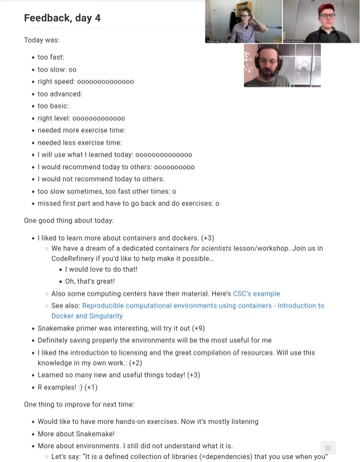 Feedback, day 4
Today was:
• too fast:
• too slow: oo
• right speed: oooooooooooooo
• too advanced:
• too basic:
• right level: ooooooooooooo
• needed more exercise time:
• needed less exercise time:
• I will use what I learned today: oooooooooooooo
• I would recommend today to others: oooooooooo
• I would not recommend today to others:
• too slow sometimes, too fast other times: o
• missed first part and have to go back and do exercises: o
One good thing about today:
• I liked to learn more about containers and dockers. (+3)
◦ We have a dream of a dedicated containers for scientists lesson/workshop. Join us in
CodeRefinery if you'd like to help make it possible…
▪ I would love to do that!
▪ Oh, that's great!
◦ Also some computing centers have their material. Here's CSC's example
◦ See also: Reproducible computational environments using containers - Introduction to
Docker and Singularity
• Snakemake primer was interesting, will try it out (+9)
• Definitely saving properly the environments will be the most useful for me
• I liked the introduction to licensing and the great compilation of resources. Will use this
knowledge in my own work.: (+2)
• Learned so many new and useful things today! (+3)
• R examples! :) (+1)
One thing to improve for next time:
• Would like to have more hands-on exercises. Now it's mostly listening
• More about Snakemake!
• More about environments. I still did not understand what it is.
◦ Let's say: "It is a defined collection of libraries (=dependencies) that you use when you"